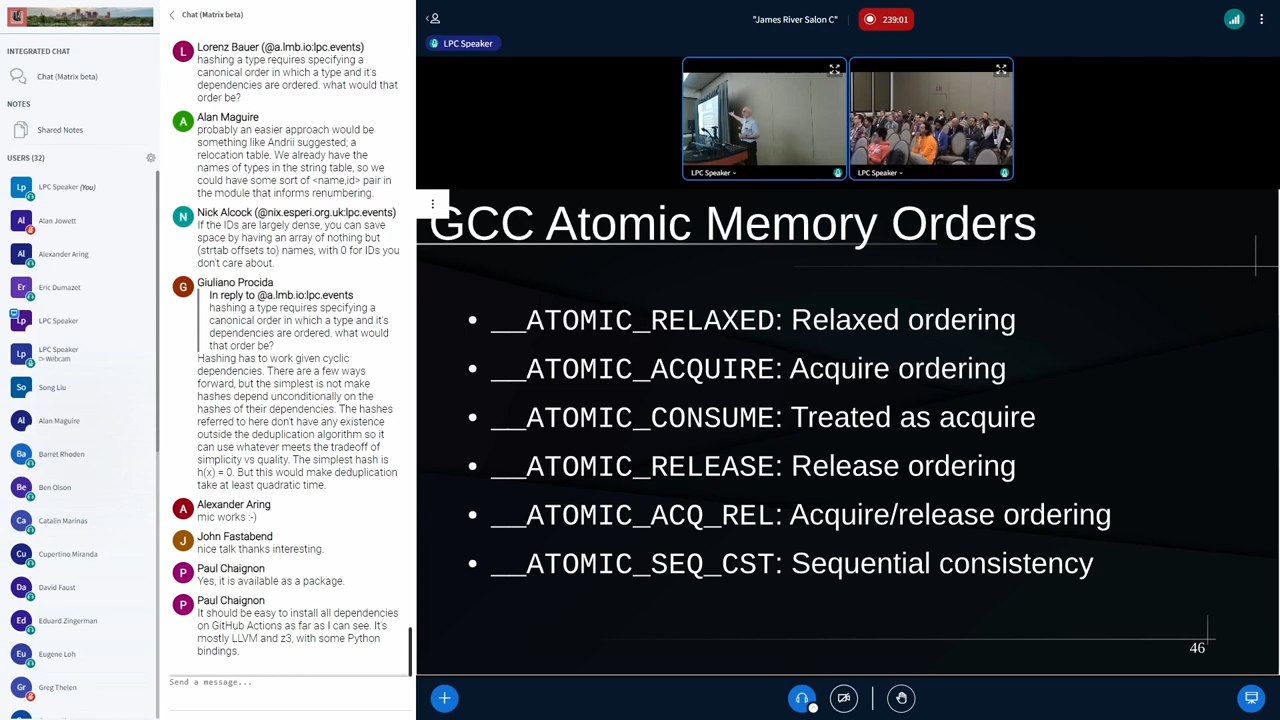 INTEGRATED CHAT
Chat (Matrix beta)
NOTES
Shared Notes
USERS (32)
Lp LPC Speaker (You)
Al Alan Jowett
Al Alexander Aring
Er Eric Dumazet
Lp LPC Speaker
Lp LPC Speaker
Webcam
So Song Liu
Al Alan Maguire
Ba Barret Rhoden
Be Ben Olson
Ca Catalin Marinas
Cu Cupertino Miranda
Da David Faust
Ed Eduard Zingerman
Eu Eugene Loh
Gr Greg Thelen
Chat (Matrix beta)
L Lorenz Bauer (@a.lmb.io:lpc.events)
hashing a type requires specifying a
canonical order in which a type and it's
dependencies are ordered. what would that
order be?
A Alan Maguire
probably an easier approach would be
something like Andrii suggested; a
relocation table. We already have the
names of types in the string table, so we
could have some sort of <name,id> pair in
the module that informs renumbering.
N Nick Alcock (@nix.esperi.org.uk:lpc.events)
If the IDs are largely dense, you can save
space by having an array of nothing but
(strtab offsets to) names, with 0 for IDs you
don't care about.
G Giuliano Procida
In reply to @a.lmb.io:lpc.events
hashing a type requires specifying a
canonical order in which a type and it's
dependencies are ordered. what would
that order be?
Hashing has to work given cyclic
dependencies. There are a few ways
forward, but the simplest is not make
hashes depend unconditionally on the
hashes of their dependencies. The hashes
referred to here don't have any existence
outside the deduplication algorithm so it
can use whatever meets the tradeoff of
simplicity vs quality. The simplest hash is
h(x) = 0. But this would make deduplication
take at least quadratic time.
A Alexander Aring
mic works :-)
J John Fastabend
nice talk thanks interesting.
P Paul Chaignon
Yes, it is available as a package.
P Paul Chaignon
It should be easy to install all dependencies
on GitHub Actions as far as I can see. It's
mostly LLVM and z3, with some Python
bindings.
Send a message...
"James River Salon C"
239:01
LPC Speaker
LPC Speaker
LPC Speaker
GCC Atomic Memory Orders
• __ATOMIC_RELAXED: Relaxed ordering
• __ATOMIC_ACQUIRE: Acquire ordering
• __ATOMIC_CONSUME: Treated as acquire
• __ATOMIC_RELEASE: Release ordering
• __ATOMIC_ACQ_REL: Acquire/release ordering
• __ATOMIC_SEQ_CST: Sequential consistency
46